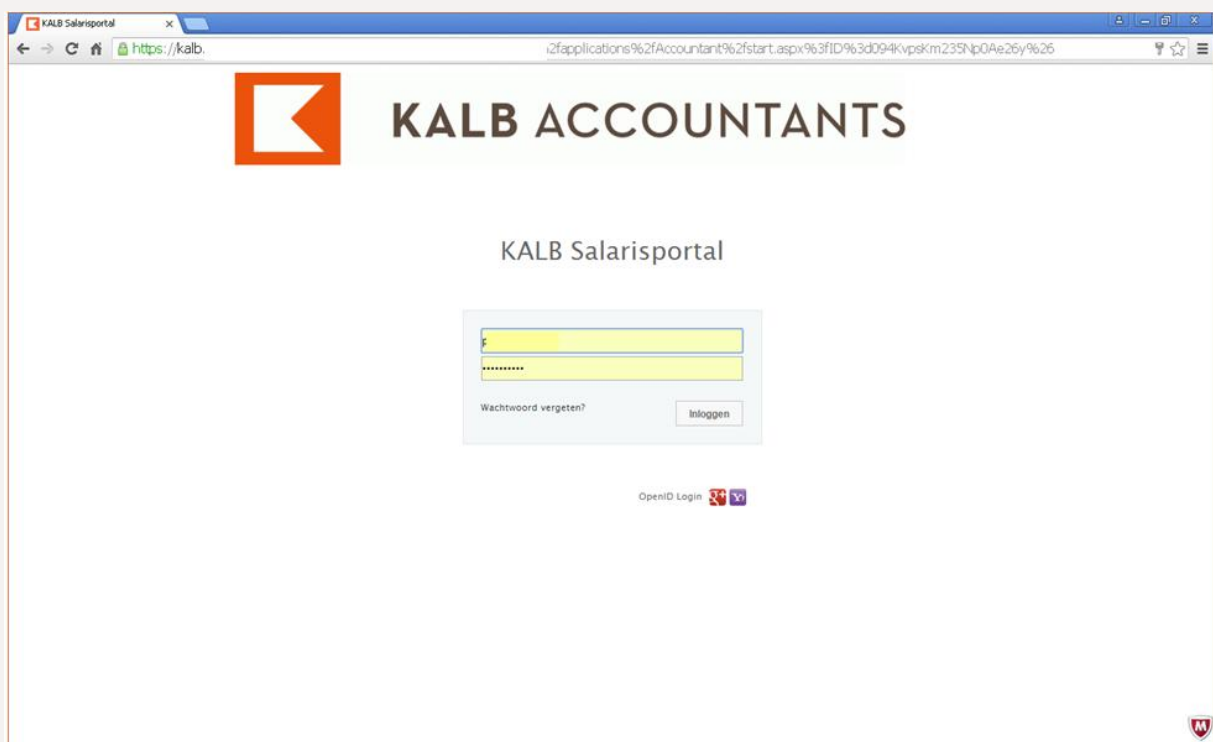 KALB Salarisportal
https://kalb. 2fapplications%2fAccountant%2fstart.aspx%3fID%3d094KvpsKm235Np0Ae26y%26
KALB ACCOUNTANTS
KALB Salarisportal
p
••••••••••
Wachtwoord vergeten?
Inloggen
OpenID Login